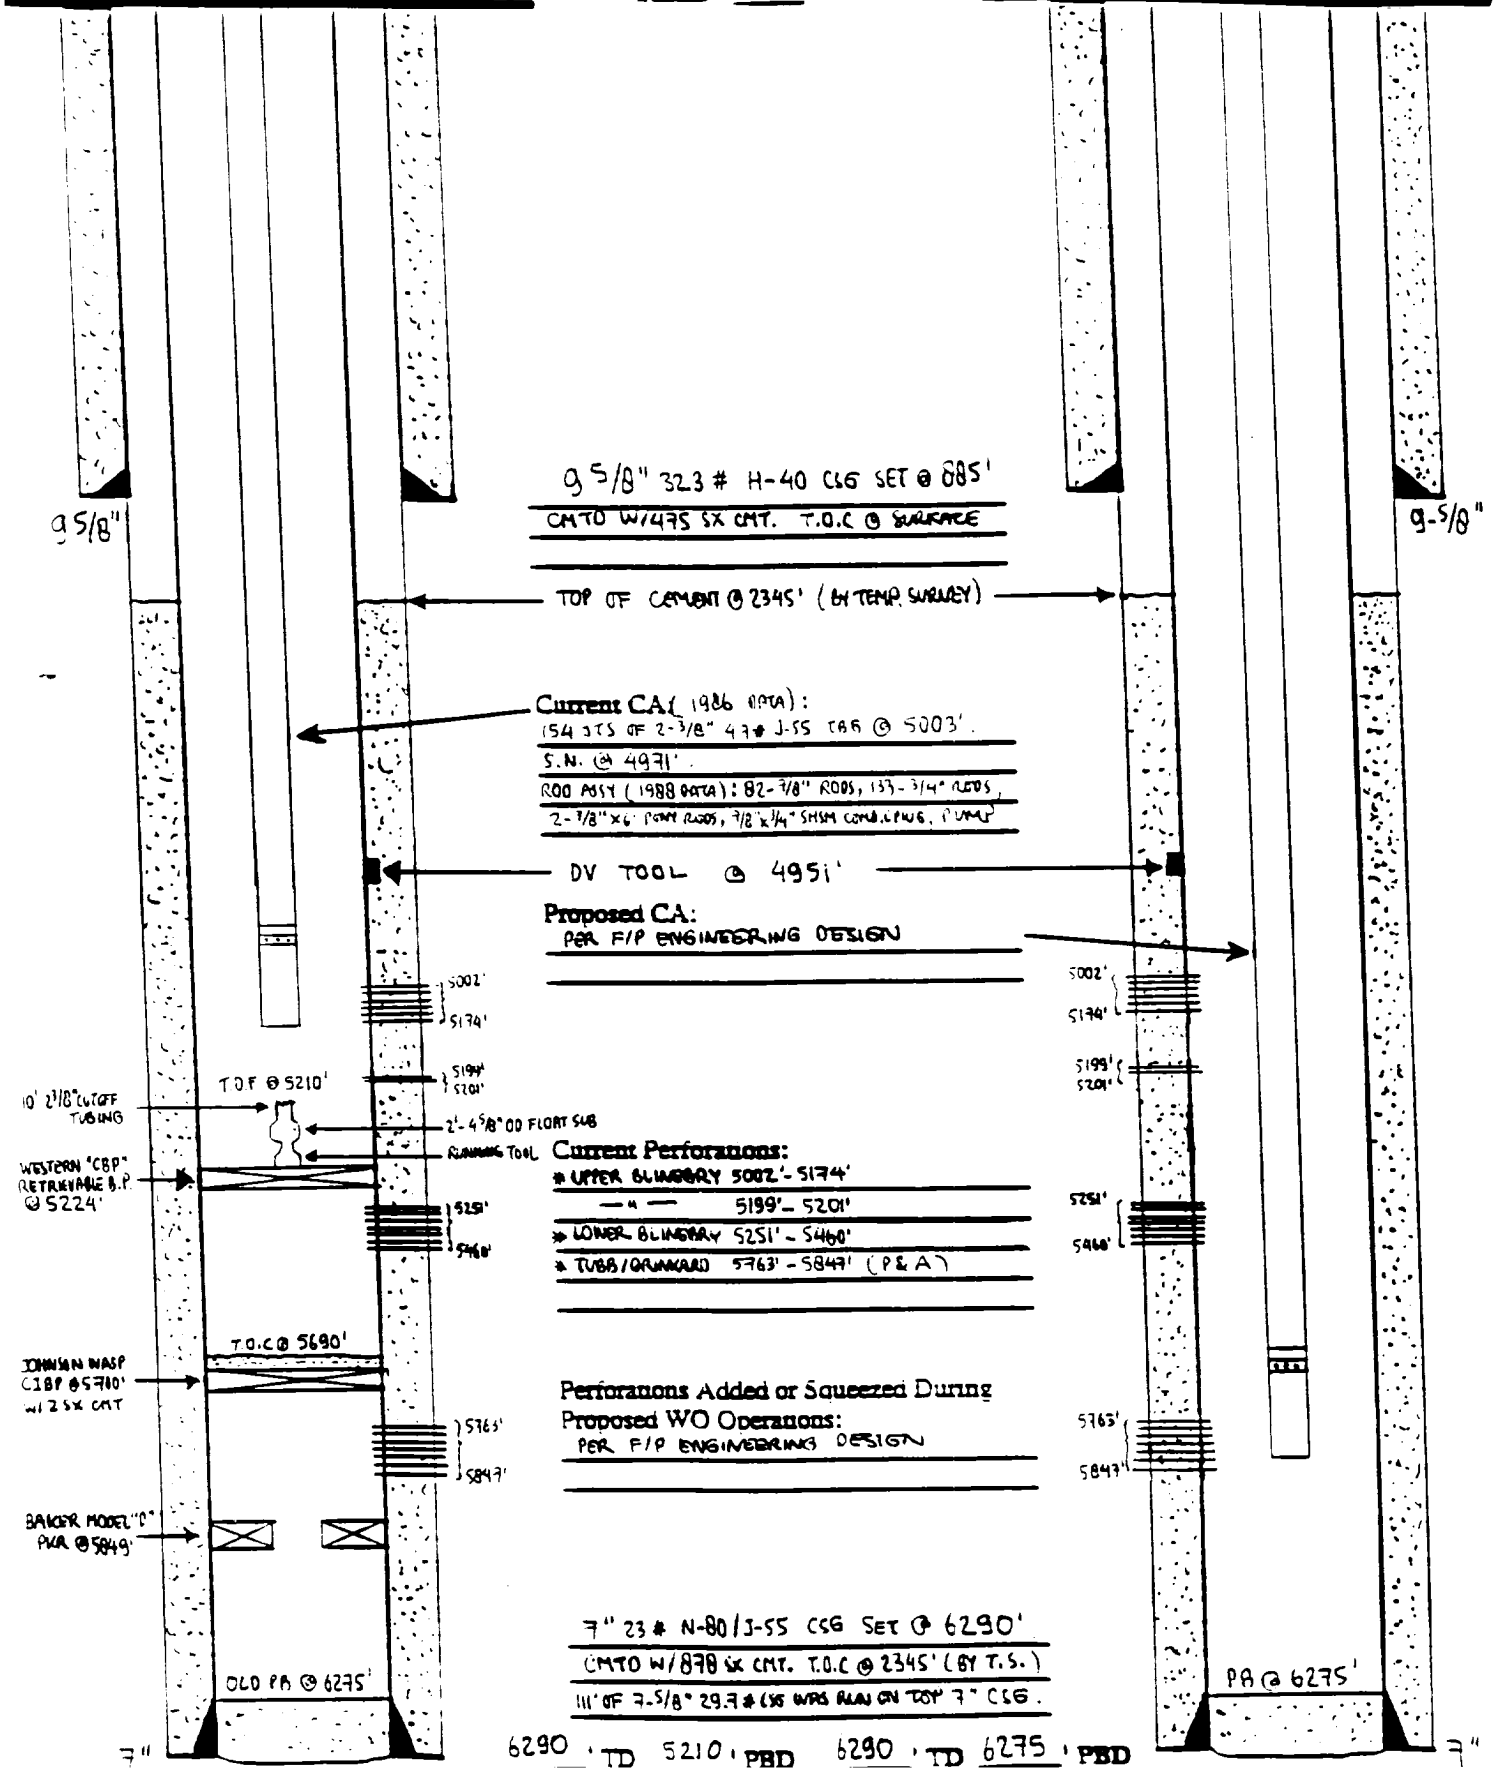 9 5/8" 32.3 # H-40 CSG SET @ 885'
CMTD W/475 SX CMT. T.O.C @ SURFACE
9 5/8"
9-5/8"
TOP OF CEMENT @ 2345' (BY TEMP. SURVEY)
Current CA (1986 DATA):
154 JTS OF 2-3/8" 4.7# J-55 TBG @ 5003'.
S.N. @ 4971'.
ROD ASSY (1988 DATA): 82-7/8" RODS, 133-3/4" RODS,
2-7/8" x 6' PONY RODS, 7/8" x 3/4" SHSM COMB. CPLNG, PUMP
DV TOOL @ 4951'
Proposed CA:
PER F/P ENGINEERING DESIGN
5002'
5174'
5199'
5201'
5002'
5174'
5199'
5201'
T.O.F @ 5210'
10' 2 3/8" CUTOFF
TUBING
2'- 4 5/8" OD FLOAT SUB
RUNNING TOOL
WESTERN "CBP"
RETRIEVABLE B.P.
@ 5224'
Current Perforations:
* UPPER BLINEBRY 5002' - 5174'
— " — 5199' - 5201'
* LOWER BLINEBRY 5251' - 5460'
* TUBB/DRINKARD 5763' - 5847' (P & A)
5251'
5460'
5251'
5460'
T.O.C @ 5690'
JOHNSON WASP
CIBP @ 5710'
W/ 2 SX CMT
Perforations Added or Squeezed During
Proposed WO Operations:
PER F/P ENGINEERING DESIGN
5763'
5847'
5763'
5847'
BAKER MODEL "D"
PKR @ 5849'
7" 23 # N-80/J-55 CSG SET @ 6290'
CMTD W/878 SX CMT. T.O.C @ 2345' (BY T.S.)
111' OF 7-5/8" 29.7 # CSG WAS RUN ON TOP 7" CSG.
OLD PB @ 6275'
PB @ 6275'
7"
6290 ' TD 5210 ' PBD 6290 ' TD 6275 ' PBD
7"